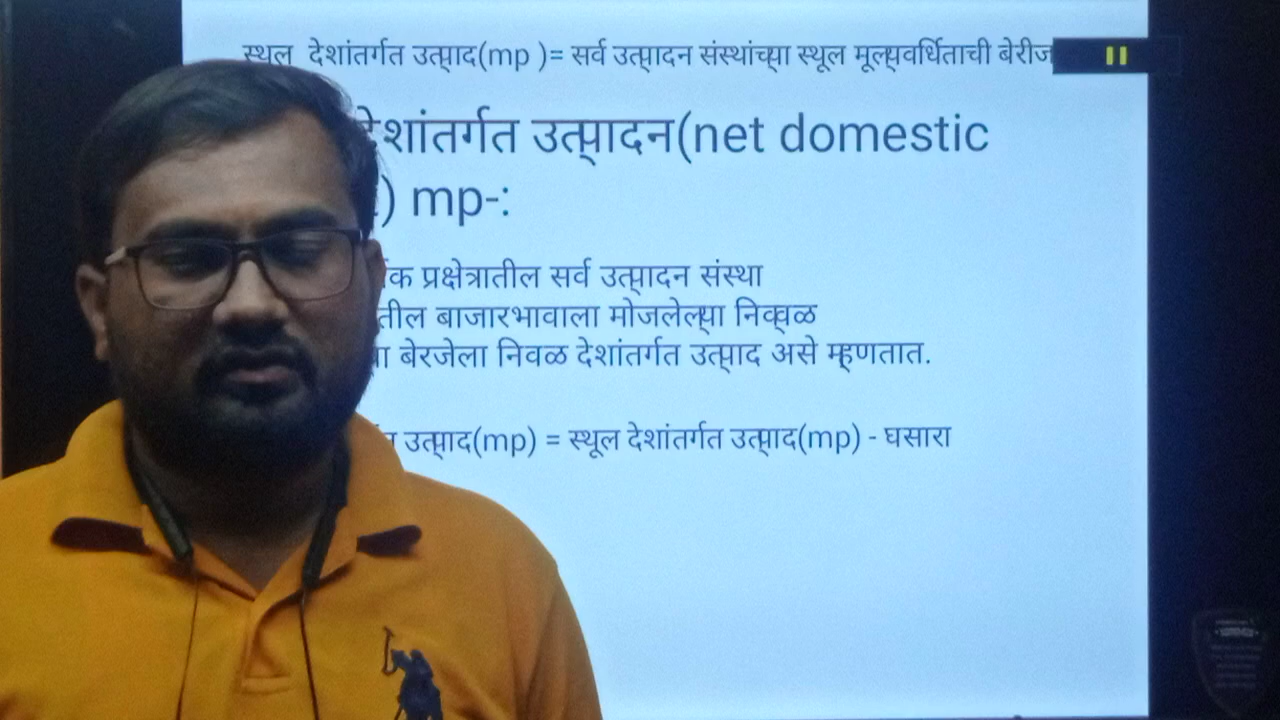 स्थूल देशांतर्गत उत्पाद(mp )= सर्व उत्पादन संस्थांच्या स्थूल मूल्यवर्धिताची बेरीज
देशांतर्गत उत्पादन(net domestic
) mp-:
प्रक्षेत्रातील सर्व उत्पादन संस्था
बाजारभावाला मोजलेल्या निव्वळ
बेरजेला निवळ देशांतर्गत उत्पाद असे म्हणतात.
उत्पाद(mp) = स्थूल देशांतर्गत उत्पाद(mp) - घसारा